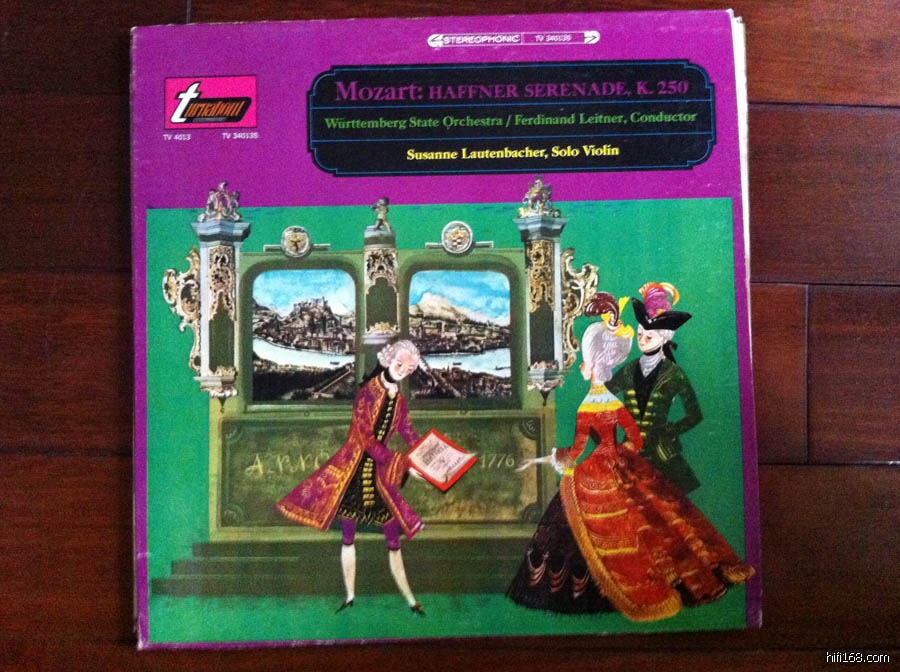 STEREOPHONIC TV 34013S
turnabout
TV 4013 TV 34013S
Mozart: HAFFNER SERENADE, K. 250
Württemberg State Orchestra / Ferdinand Leitner, Conductor
Susanne Lautenbacher, Solo Violin
1776
hifi168.com